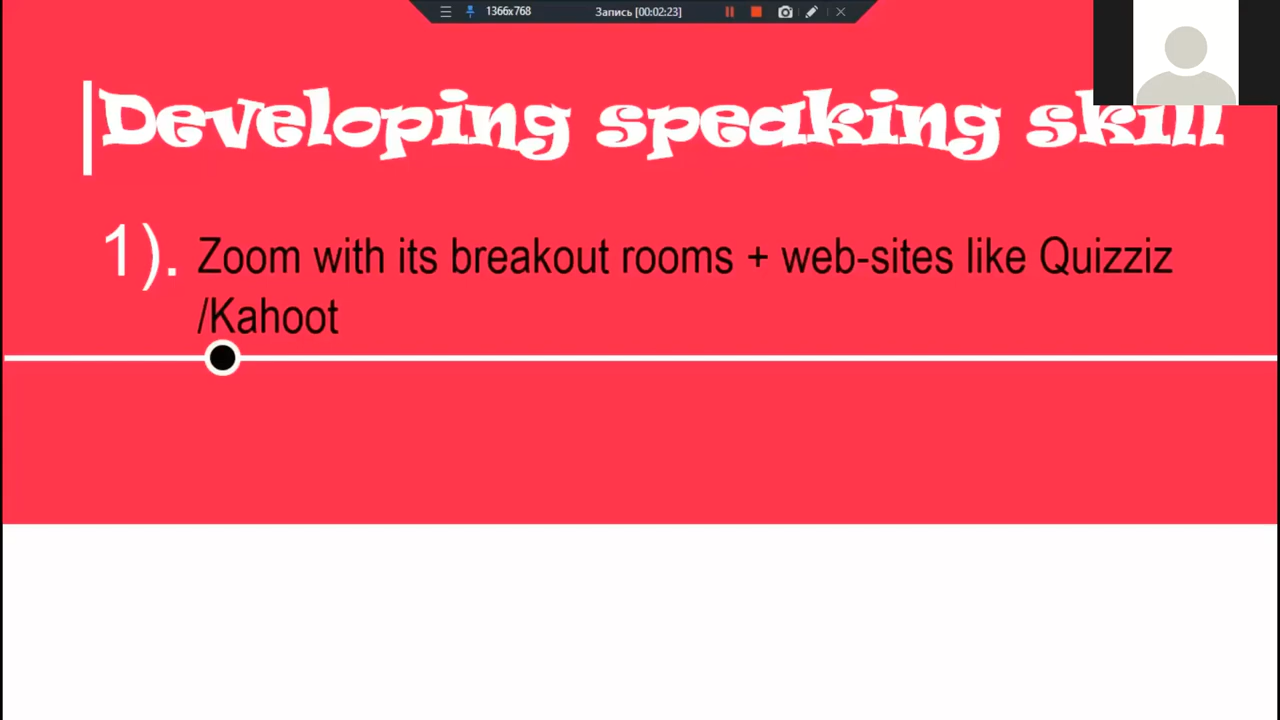 1366x768 Запись [00:02:23]
Developing speaking skill
1). Zoom with its breakout rooms + web-sites like Quizziz
/Kahoot